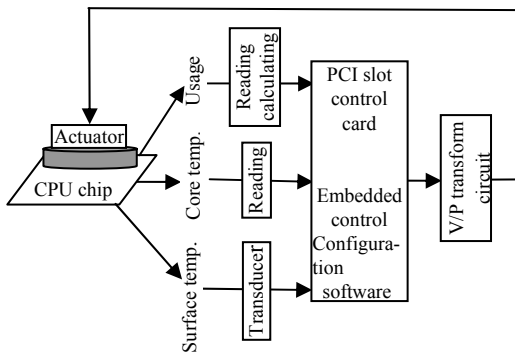 Actuator
CPU chip
Usage
Core temp.
Surface temp.
Reading
calculating
Reading
Transducer
PCI slot
control
card
Embedded
control
Configura-
tion
software
V/P transform
circuit